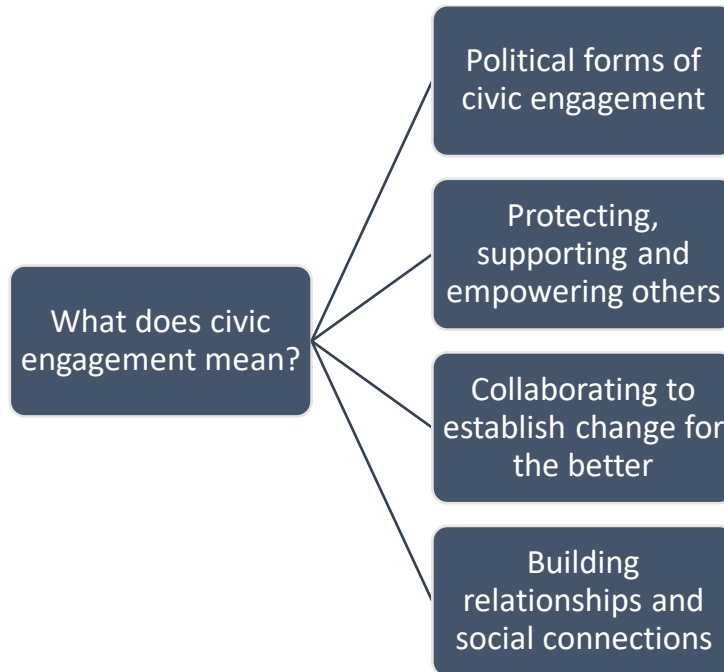 Political forms of
civic engagement
Protecting,
supporting and
empowering others
What does civic
engagement mean?
Collaborating to
establish change for
the better
Building
relationships and
social connections